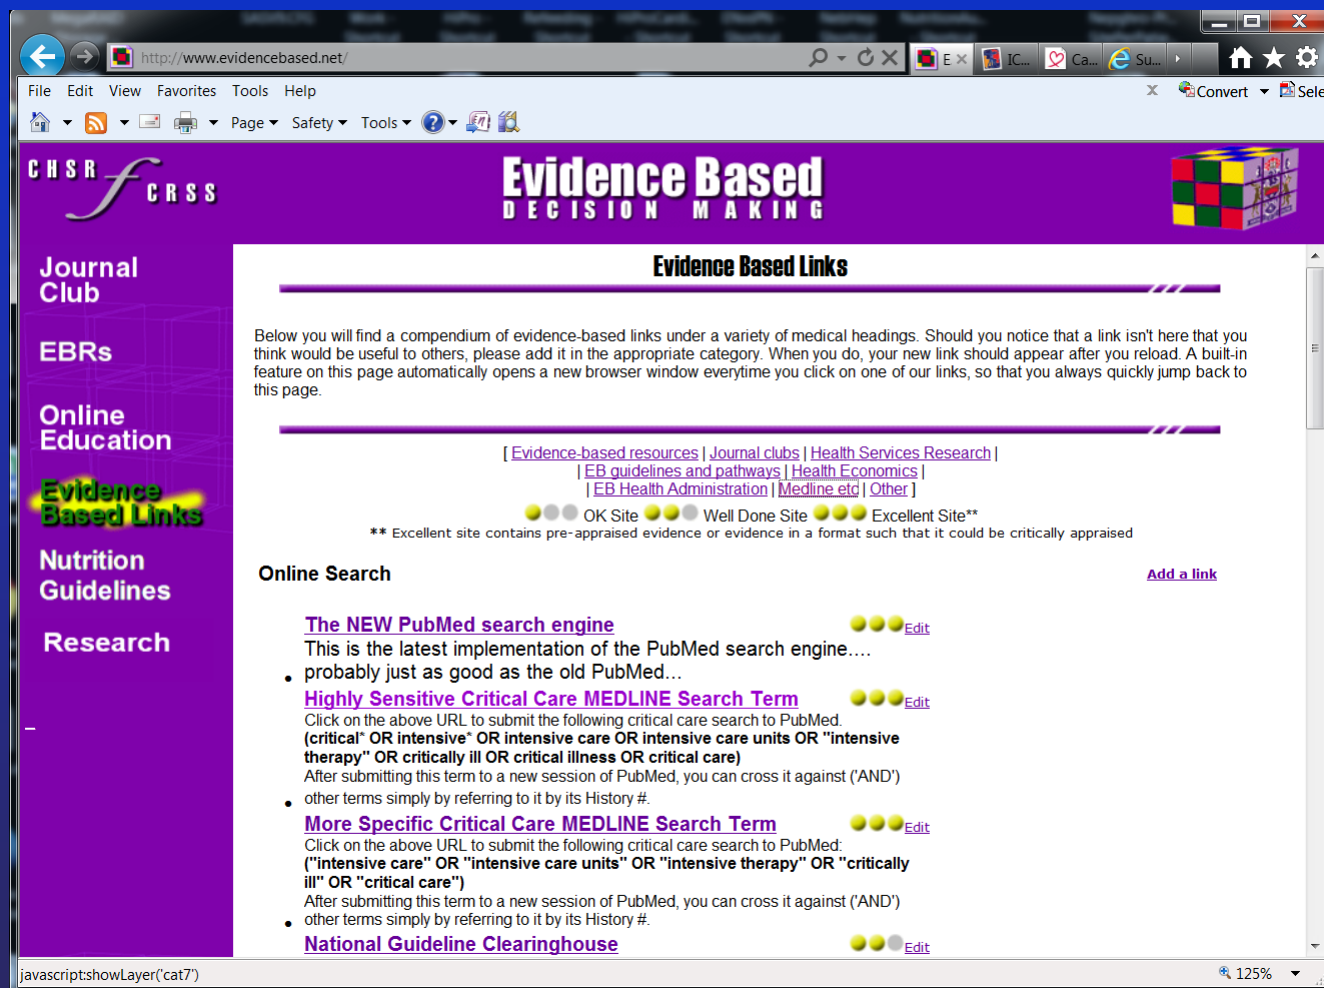 http://www.evidencebased.net/
E
IC...
Ca...
Su...
File Edit View Favorites Tools Help
Convert
Sele
Page Safety Tools
CHSR
CRSS
Evidence Based
DECISION MAKING
Journal
Club
EBRs
Online
Education
Evidence
Based Links
Nutrition
Guidelines
Research
Evidence Based Links
Below you will find a compendium of evidence-based links under a variety of medical headings. Should you notice that a link isn't here that you
think would be useful to others, please add it in the appropriate category. When you do, your new link should appear after you reload. A built-in
feature on this page automatically opens a new browser window everytime you click on one of our links, so that you always quickly jump back to
this page.
[ Evidence-based resources | Journal clubs | Health Services Research |
| EB guidelines and pathways | Health Economics |
| EB Health Administration | Medline etc | Other ]
OK Site Well Done Site Excellent Site**
** Excellent site contains pre-appraised evidence or evidence in a format such that it could be critically appraised
Online Search
Add a link
The NEW PubMed search engine Edit
This is the latest implementation of the PubMed search engine....
probably just as good as the old PubMed...
Highly Sensitive Critical Care MEDLINE Search Term Edit
Click on the above URL to submit the following critical care search to PubMed.
(critical* OR intensive* OR intensive care OR intensive care units OR "intensive
therapy" OR critically ill OR critical illness OR critical care)
After submitting this term to a new session of PubMed, you can cross it against ('AND')
other terms simply by referring to it by its History #.
More Specific Critical Care MEDLINE Search Term Edit
Click on the above URL to submit the following critical care search to PubMed:
("intensive care" OR "intensive care units" OR "intensive therapy" OR "critically
ill" OR "critical care")
After submitting this term to a new session of PubMed, you can cross it against ('AND')
other terms simply by referring to it by its History #.
National Guideline Clearinghouse Edit
javascript:showLayer('cat7')
125%